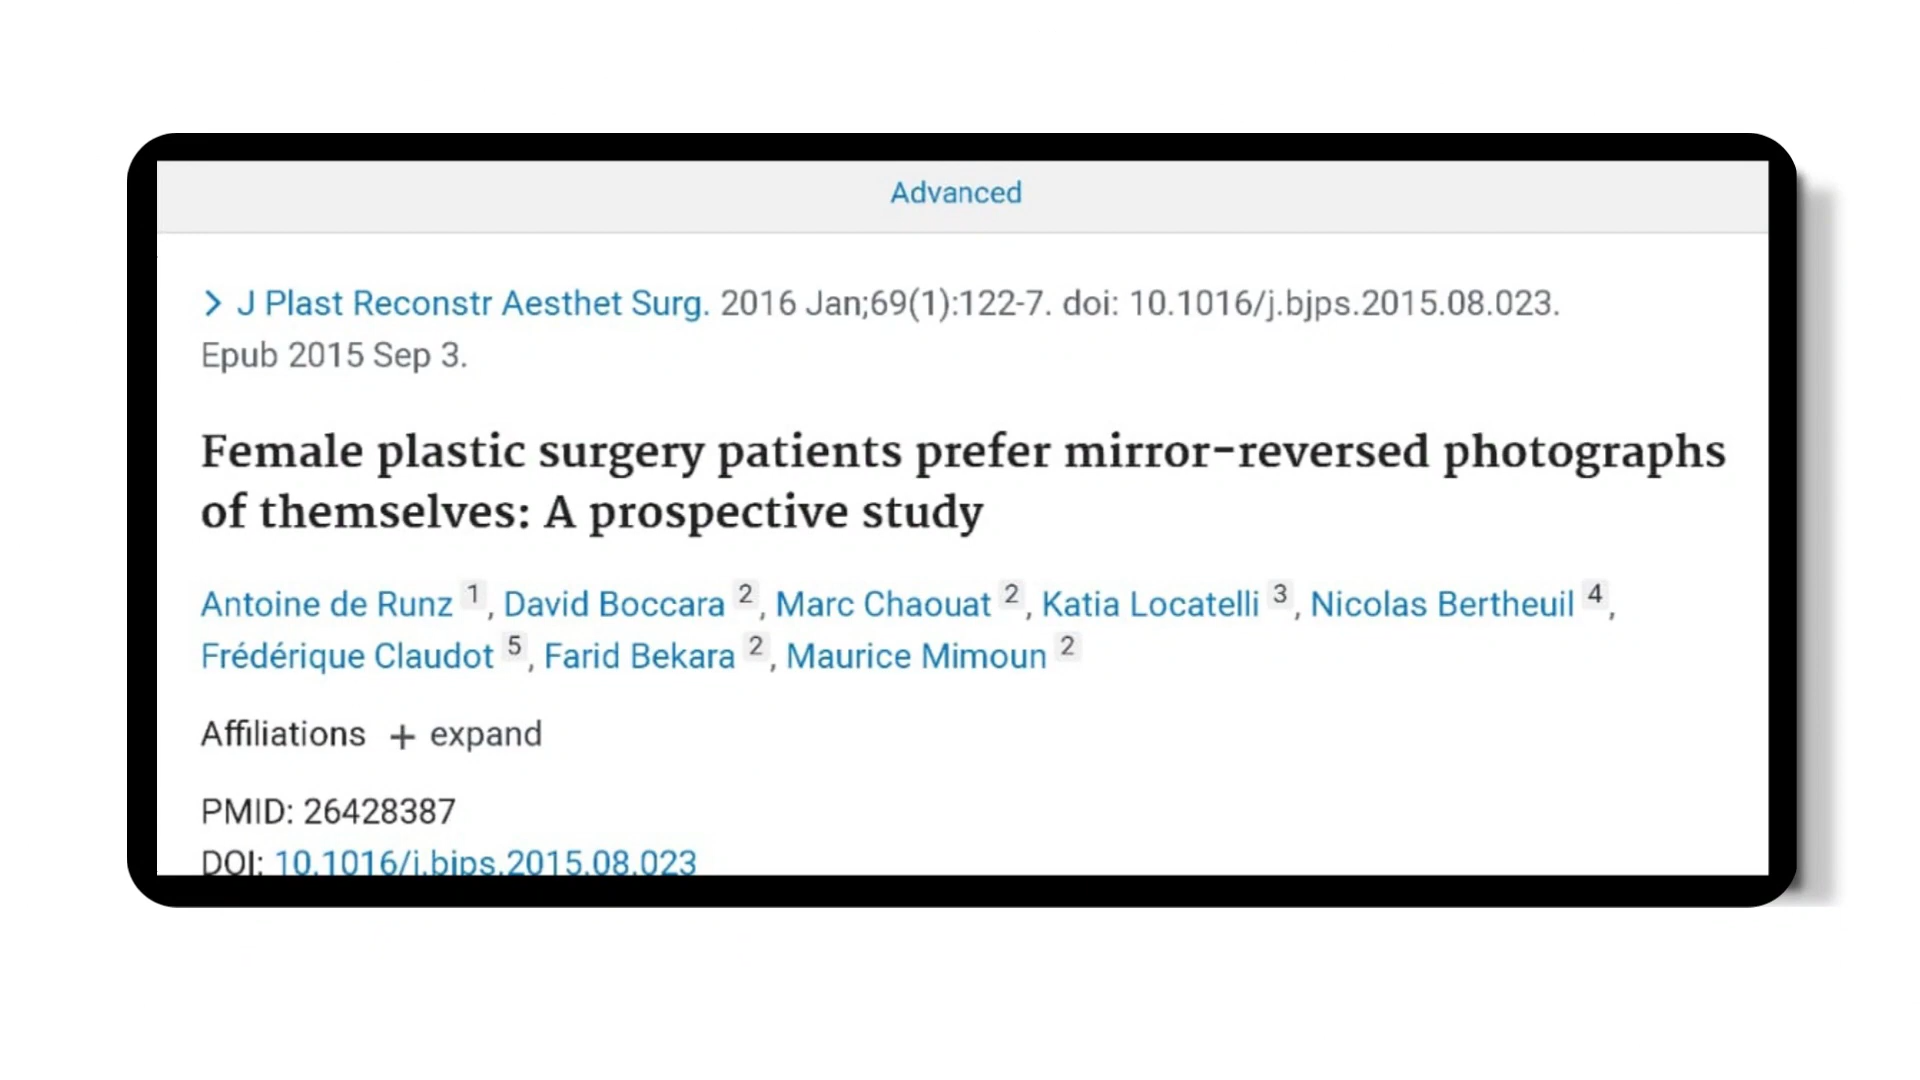 Advanced
> J Plast Reconstr Aesthet Surg. 2016 Jan;69(1):122-7. doi: 10.1016/j.bjps.2015.08.023.
Epub 2015 Sep 3.
Female plastic surgery patients prefer mirror-reversed photographs
of themselves: A prospective study
Antoine de Runz 1, David Boccara 2, Marc Chaouat 2, Katia Locatelli 3, Nicolas Bertheuil 4,
Frédérique Claudot 5, Farid Bekara 2, Maurice Mimoun 2
Affiliations + expand
PMID: 26428387
DOI: 10.1016/j.bjps.2015.08.023